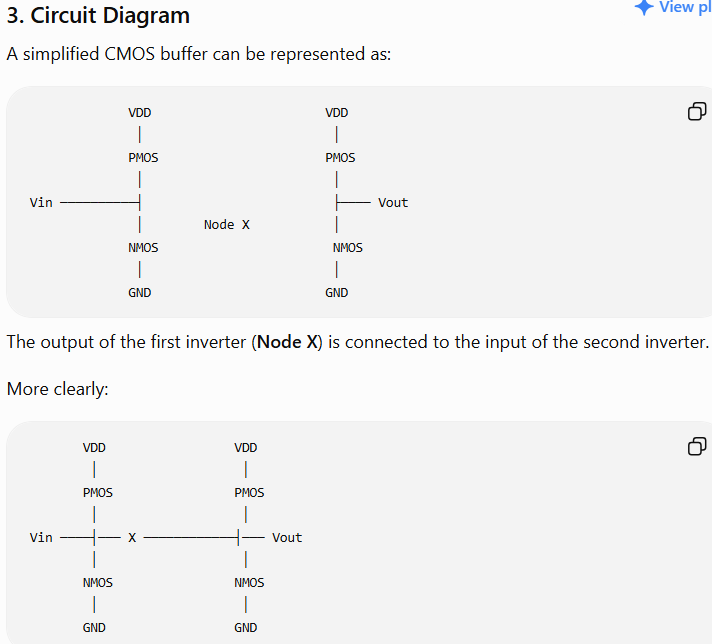 View pl
3. Circuit Diagram
A simplified CMOS buffer can be represented as:
VDD VDD
PMOS PMOS
Vin Vout
Node X
NMOS NMOS
GND GND
The output of the first inverter (Node X) is connected to the input of the second inverter.
More clearly:
VDD VDD
PMOS PMOS
Vin X Vout
NMOS NMOS
GND GND